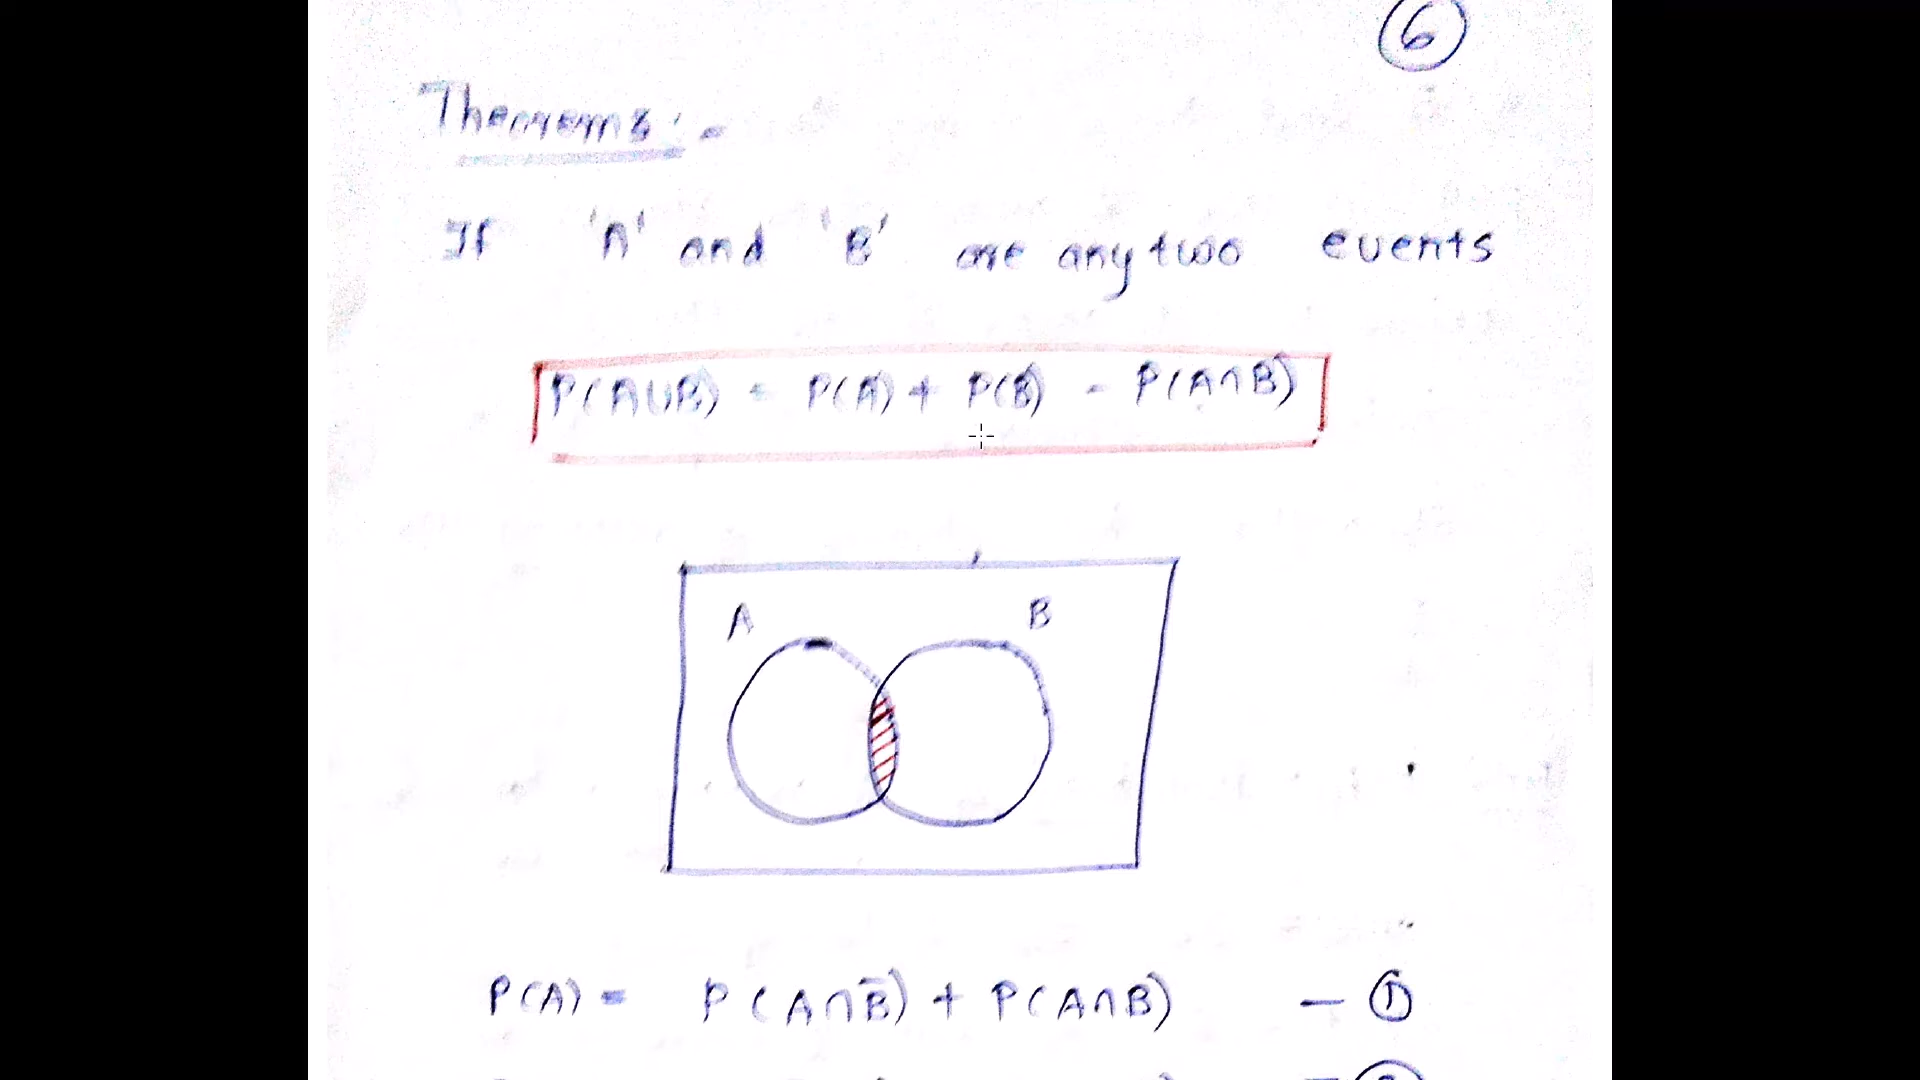 6
Theorems :-
If 'A' and 'B' are any two events
P(A∪B) = P(A) + P(B) - P(A∩B)
A B
P(A) = P(A∩B̅) + P(A∩B) — ①